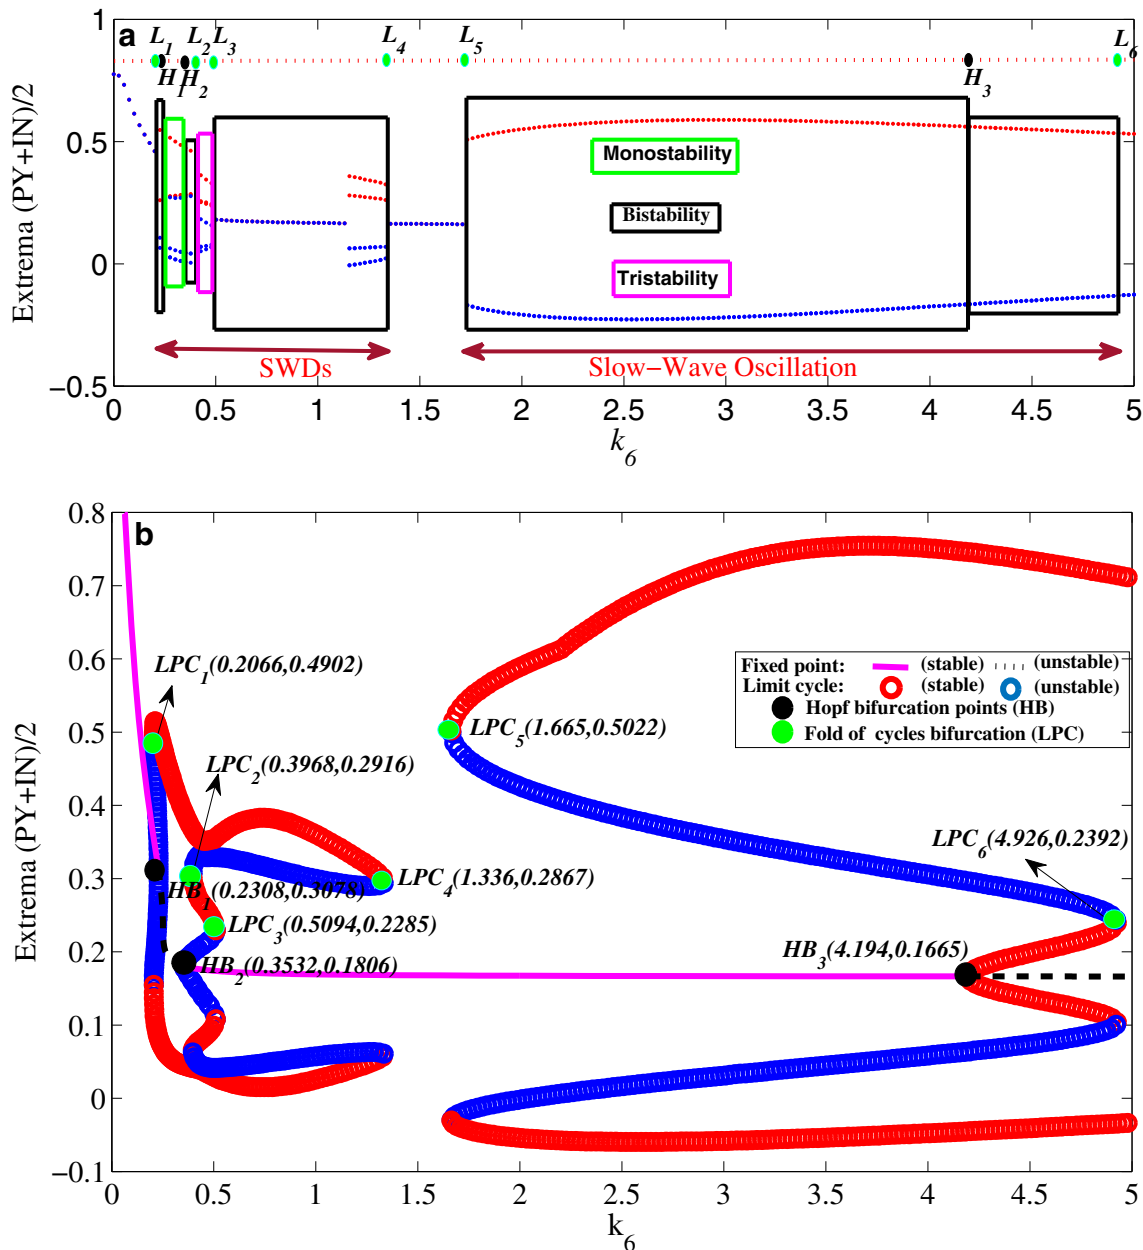 a
1
0.5
0
−0.5
Extrema (PY+IN)/2
L1
L2
L3
L4
L5
L6
H1
H2
H3
Monostability
Bistability
Tristability
SWDs
Slow−Wave Oscillation
0
0.5
1
1.5
2
2.5
3
3.5
4
4.5
5
k6
b
0.8
0.7
0.6
0.5
0.4
0.3
0.2
0.1
0
−0.1
Extrema (PY+IN)/2
LPC1(0.2066,0.4902)
LPC2(0.3968,0.2916)
HB1(0.2308,0.3078)
LPC3(0.5094,0.2285)
HB2(0.3532,0.1806)
LPC4(1.336,0.2867)
LPC5(1.665,0.5022)
LPC6(4.926,0.2392)
HB3(4.194,0.1665)
Fixed point: (stable) (unstable)
Limit cycle: (stable) (unstable)
Hopf bifurcation points (HB)
Fold of cycles bifurcation (LPC)
0
0.5
1
1.5
2
2.5
3
3.5
4
4.5
5
k6